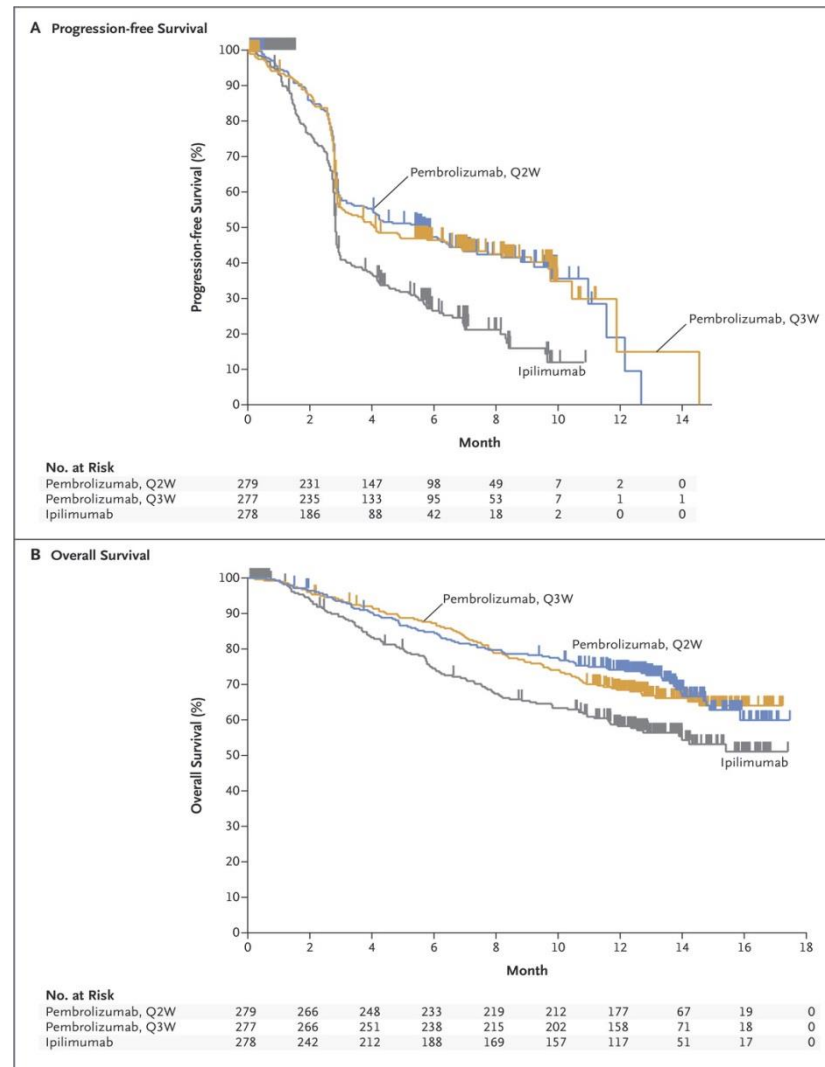 A Progression-free Survival
100
90
80
70
60
50
40
30
20
10
0
Progression-free Survival (%)
Pembrolizumab, Q2W
Pembrolizumab, Q3W
Ipilimumab
0 2 4 6 8 10 12 14
Month
No. at Risk
Pembrolizumab, Q2W 279 231 147 98 49 7 2 0
Pembrolizumab, Q3W 277 235 133 95 53 7 1 1
Ipilimumab 278 186 88 42 18 2 0 0
B Overall Survival
100
90
80
70
60
50
40
30
20
10
0
Overall Survival (%)
Pembrolizumab, Q3W
Pembrolizumab, Q2W
Ipilimumab
0 2 4 6 8 10 12 14 16 18
Month
No. at Risk
Pembrolizumab, Q2W 279 266 248 233 219 212 177 67 19 0
Pembrolizumab, Q3W 277 266 251 238 215 202 158 71 18 0
Ipilimumab 278 242 212 188 169 157 117 51 17 0